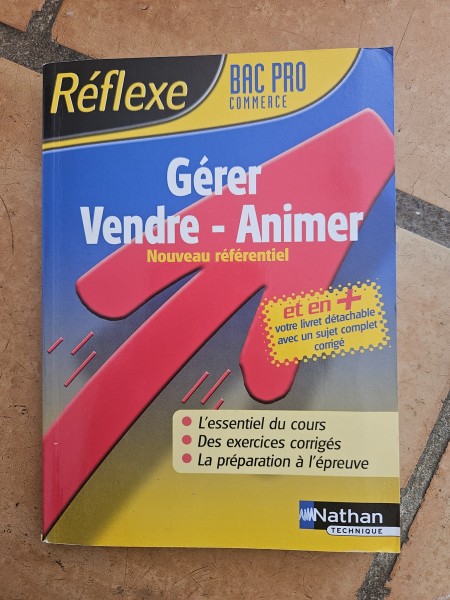 Réflexe
BAC PRO
COMMERCE
Gérer
Vendre - Animer
Nouveau référentiel
et en +
votre livret détachable
avec un sujet complet
corrigé
• L'essentiel du cours
• Des exercices corrigés
• La préparation à l'épreuve
Nathan
TECHNIQUE